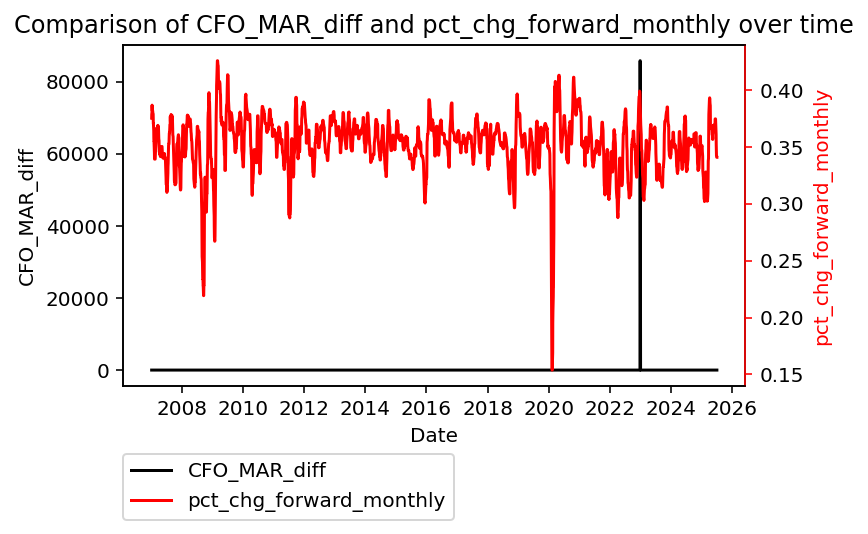 Comparison of CFO_MAR_diff and pct_chg_forward_monthly over time
CFO_MAR_diff
80000
60000
40000
20000
0
0.40
0.35
0.30
0.25
0.20
0.15
pct_chg_forward_monthly
2008 2010 2012 2014 2016 2018 2020 2022 2024 2026
Date
CFO_MAR_diff
pct_chg_forward_monthly